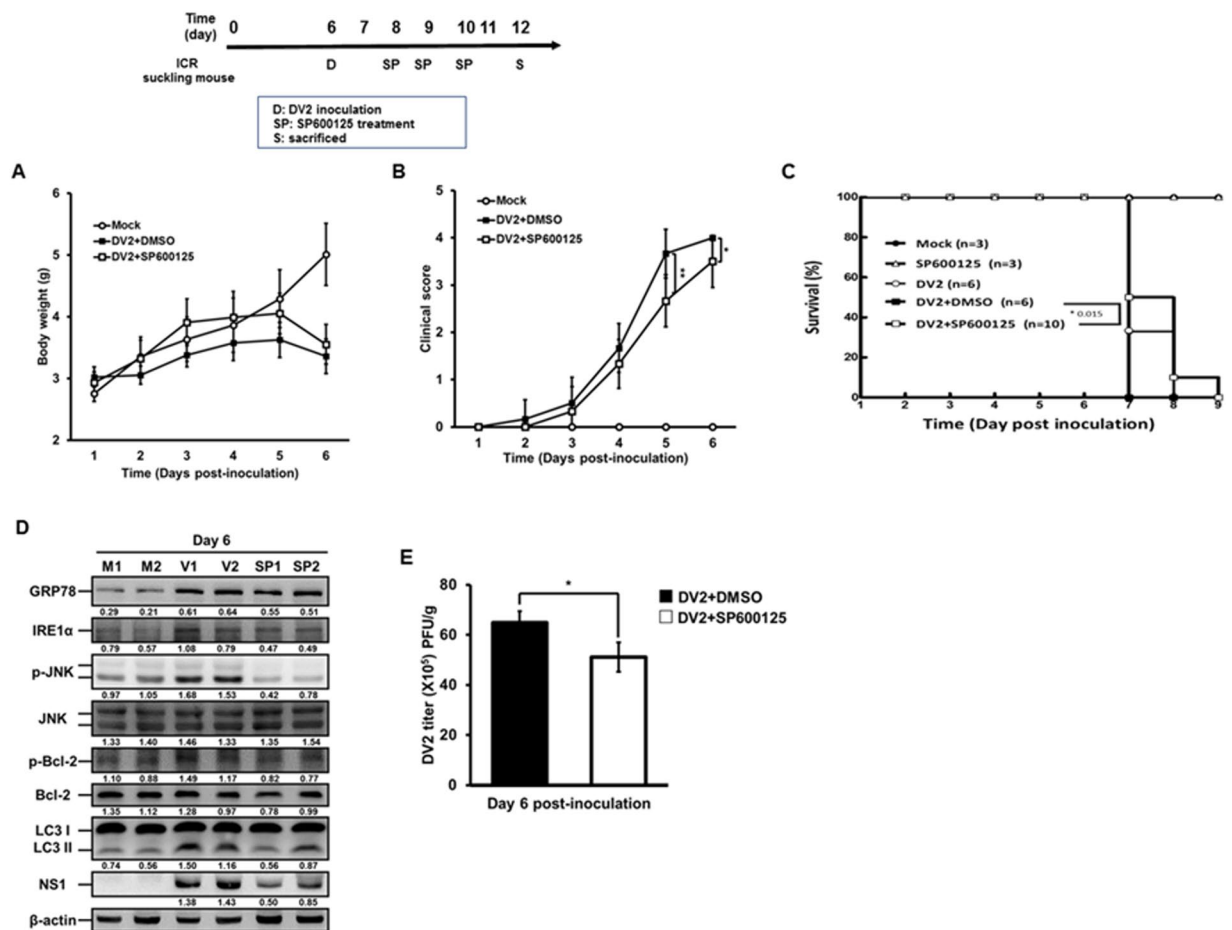 Time (day) 0 6 7 8 9 10 11 12
ICR suckling mouse D SP SP SP S
D: DV2 inoculation
SP: SP600125 treatment
S: sacrificed
A
Body weight (g)
6
5
4
3
2
Mock
DV2+DMSO
DV2+SP600125
1 2 3 4 5 6
Time (Days post-inoculation)
B
Clinical score
5
4
3
2
1
0
Mock
DV2+DMSO
DV2+SP600125
**
*
1 2 3 4 5 6
Time (Days post-inoculation)
C
Survival (%)
100
80
60
40
20
0
Mock (n=3)
SP600125 (n=3)
DV2 (n=6)
DV2+DMSO (n=6)
DV2+SP600125 (n=10)
* 0.015
1 2 3 4 5 6 7 8 9
Time (Day post inoculation)
D
Day 6
M1 M2 V1 V2 SP1 SP2
GRP78
0.29 0.21 0.61 0.64 0.55 0.51
IRE1α
0.79 0.57 1.08 0.79 0.47 0.49
p-JNK
0.97 1.05 1.68 1.53 0.42 0.78
JNK
1.33 1.40 1.46 1.33 1.35 1.54
p-Bcl-2
1.10 0.88 1.49 1.17 0.82 0.77
Bcl-2
1.35 1.12 1.28 0.97 0.78 0.99
LC3 I
LC3 II
0.74 0.56 1.50 1.16 0.56 0.87
NS1
1.38 1.43 0.50 0.85
β-actin
E
DV2 titer (X10⁵) PFU/g
80
60
40
20
0
*
DV2+DMSO
DV2+SP600125
Day 6 post-inoculation